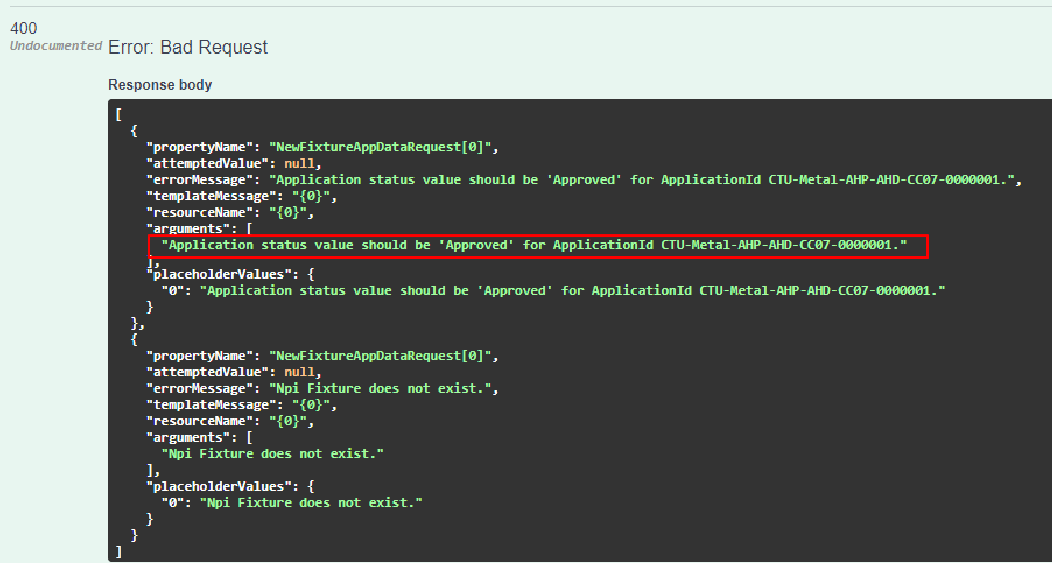 400
Undocumented
Error: Bad Request
Response body
[
{
"propertyName": "NewFixtureAppDataRequest[0]",
"attemptedValue": null,
"errorMessage": "Application status value should be 'Approved' for ApplicationId CTU-Metal-AHP-AHD-CC07-0000001.",
"templateMessage": "{0}",
"resourceName": "{0}",
"arguments": [
"Application status value should be 'Approved' for ApplicationId CTU-Metal-AHP-AHD-CC07-0000001."
],
"placeholderValues": {
"0": "Application status value should be 'Approved' for ApplicationId CTU-Metal-AHP-AHD-CC07-0000001."
}
},
{
"propertyName": "NewFixtureAppDataRequest[0]",
"attemptedValue": null,
"errorMessage": "Npi Fixture does not exist.",
"templateMessage": "{0}",
"resourceName": "{0}",
"arguments": [
"Npi Fixture does not exist."
],
"placeholderValues": {
"0": "Npi Fixture does not exist."
}
}
]